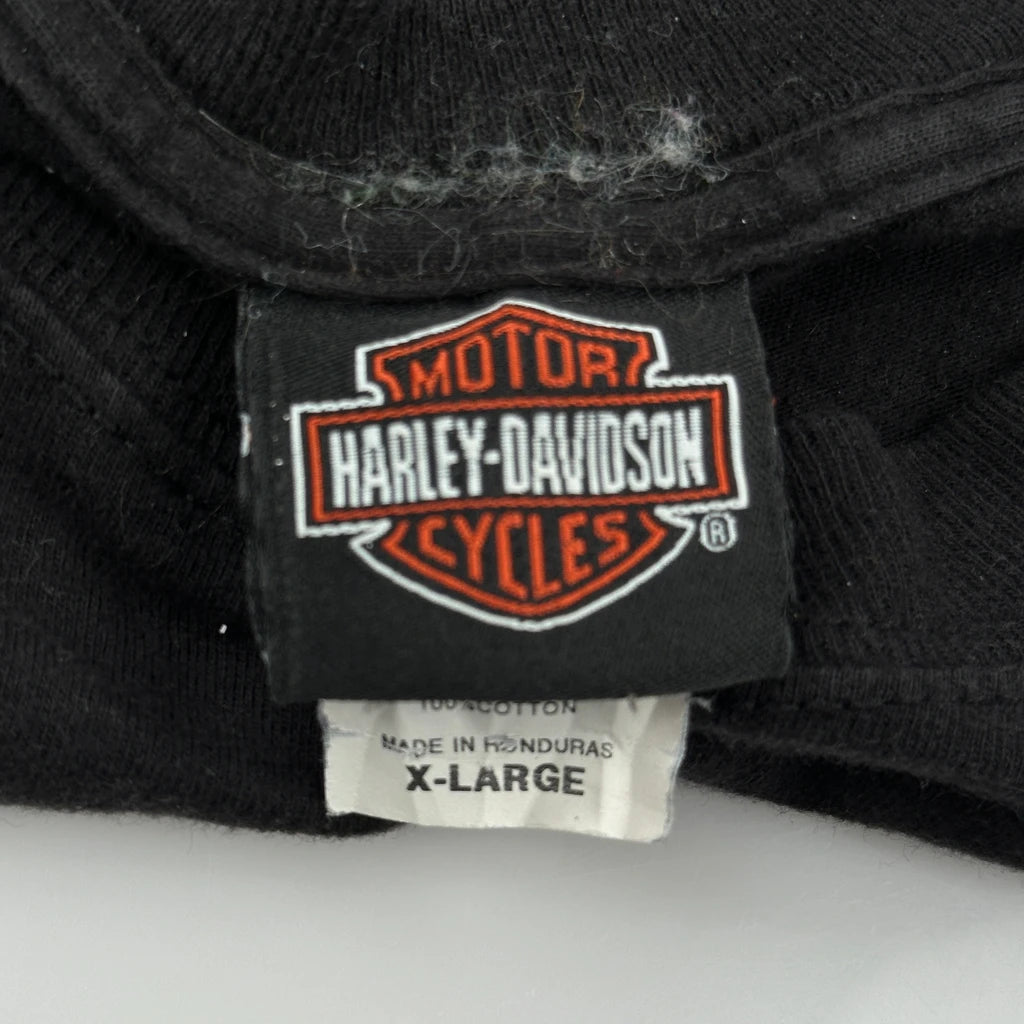 MOTOR
HARLEY-DAVIDSON
CYCLES
®
100% COTTON
MADE IN HONDURAS
X-LARGE